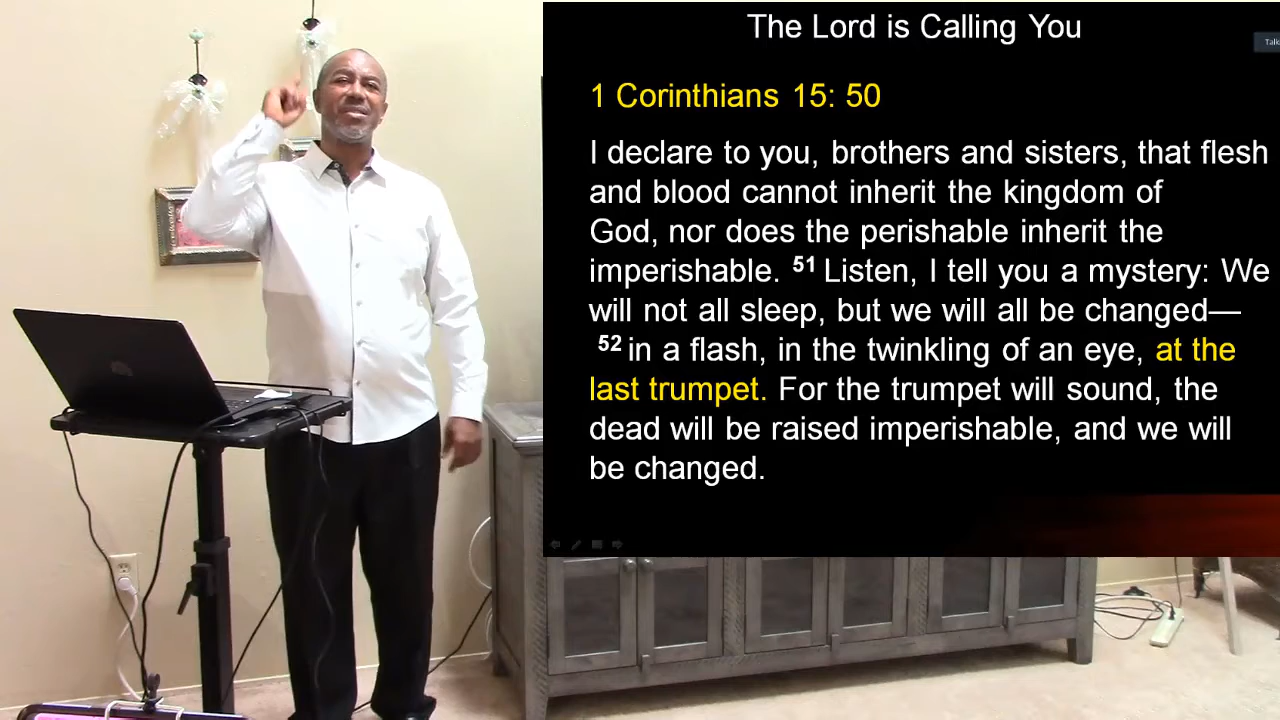 The Lord is Calling You
Talk
1 Corinthians 15: 50
I declare to you, brothers and sisters, that flesh
and blood cannot inherit the kingdom of
God, nor does the perishable inherit the
imperishable. 51 Listen, I tell you a mystery: We
will not all sleep, but we will all be changed—
52 in a flash, in the twinkling of an eye, at the
last trumpet. For the trumpet will sound, the
dead will be raised imperishable, and we will
be changed.